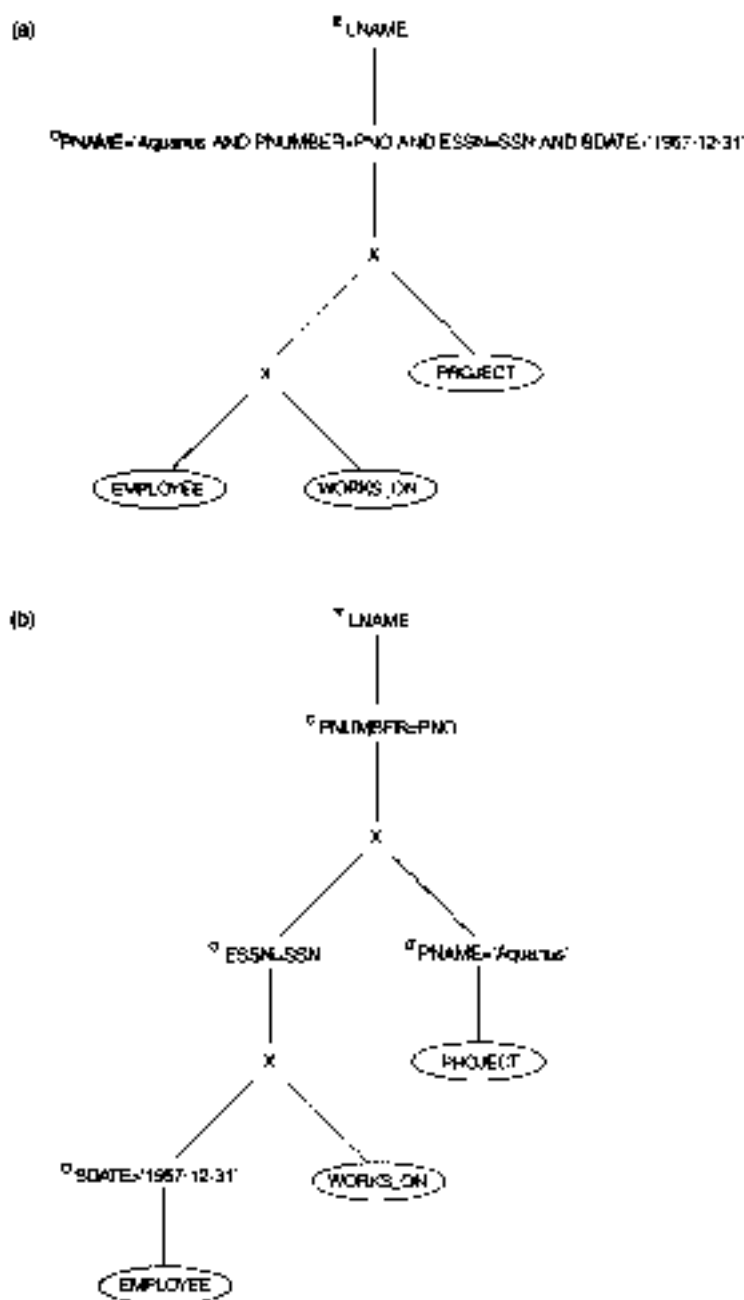 (a)
π LNAME
σ PNAME='Aquarius' AND PNUMBER=PNO AND ESSN=SSN AND BDATE>'1957-12-31'
X
X
PROJECT
EMPLOYEE
WORKS_ON
(b)
π LNAME
σ PNUMBER=PNO
X
σ ESSN=SSN
σ PNAME='Aquarius'
X
PROJECT
σ BDATE>'1957-12-31'
WORKS_ON
EMPLOYEE